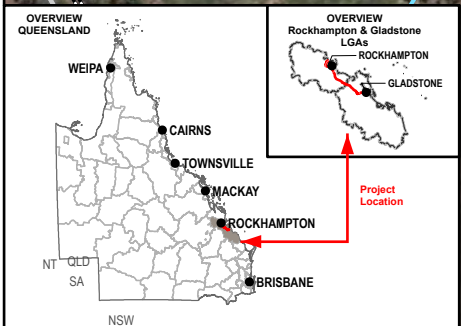 OVERVIEW
QUEENSLAND
WEIPA
CAIRNS
TOWNSVILLE
MACKAY
ROCKHAMPTON
BRISBANE
NT
QLD
SA
NSW
OVERVIEW
Rockhampton & Gladstone
LGAs
ROCKHAMPTON
GLADSTONE
Project
Location